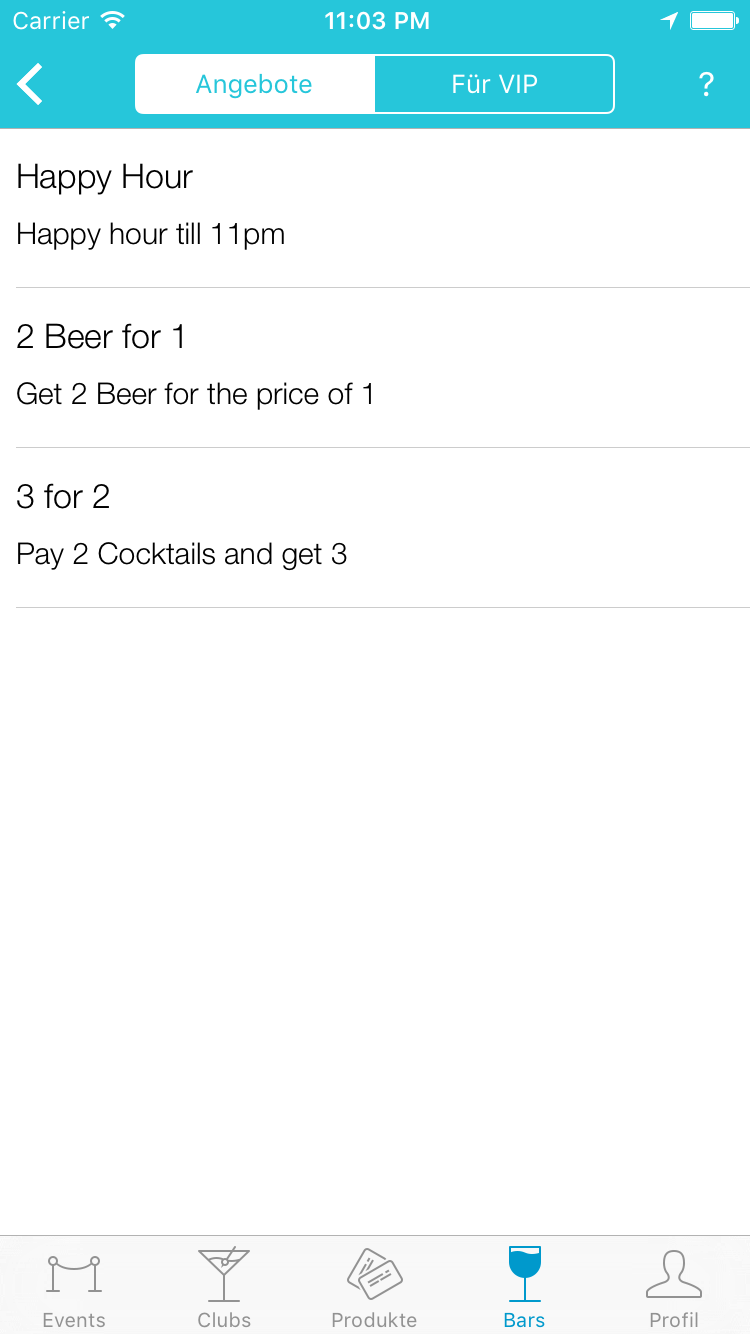 Carrier 11:03 PM
Angebote Für VIP ?
Happy Hour
Happy hour till 11pm
2 Beer for 1
Get 2 Beer for the price of 1
3 for 2
Pay 2 Cocktails and get 3
Events Clubs Produkte Bars Profil